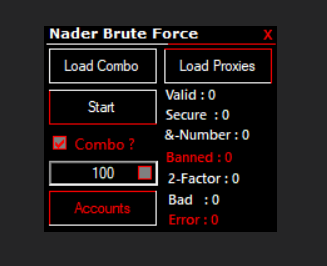 Nader Brute Force X
Load Combo Load Proxies
Start
Valid : 0
Secure : 0
&-Number : 0
Combo ?
Banned : 0
100
2-Factor : 0
Accounts
Bad : 0
Error : 0